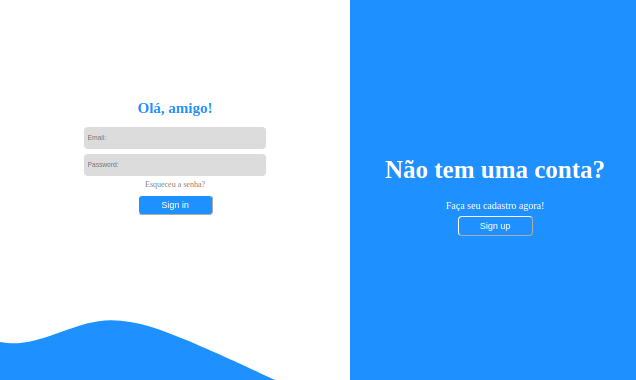 Olá, amigo!
Email:
Password:
Esqueceu a senha?
Sign in
Não tem uma conta?
Faça seu cadastro agora!
Sign up